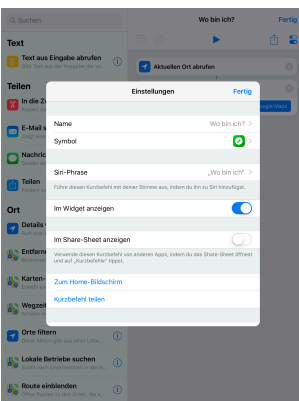 Suchen
Wo bin ich?
Fertig
Text
Text aus Eingabe abrufen
Aktuellen Ort abrufen
Teilen
In die Z
E-Mail s
Nachric
Teilen
Ort
Details
Entfern
Karten-
Wegzeit
Orte filtern
Lokale Betriebe suchen
Route einblenden
Einstellungen
Fertig
Name
Wo bin ich?
Symbol
Siri-Phrase
„Wo bin ich“
Führe diesen Kurzbefehl mit deiner Stimme aus, indem du ihn zu Siri hinzufügst.
Im Widget anzeigen
Im Share-Sheet anzeigen
Verwende diesen Kurzbefehl von anderen Apps, indem du das Share-Sheet öffnest
und auf „Kurzbefehle“ tippst.
Zum Home-Bildschirm
Kurzbefehl teilen